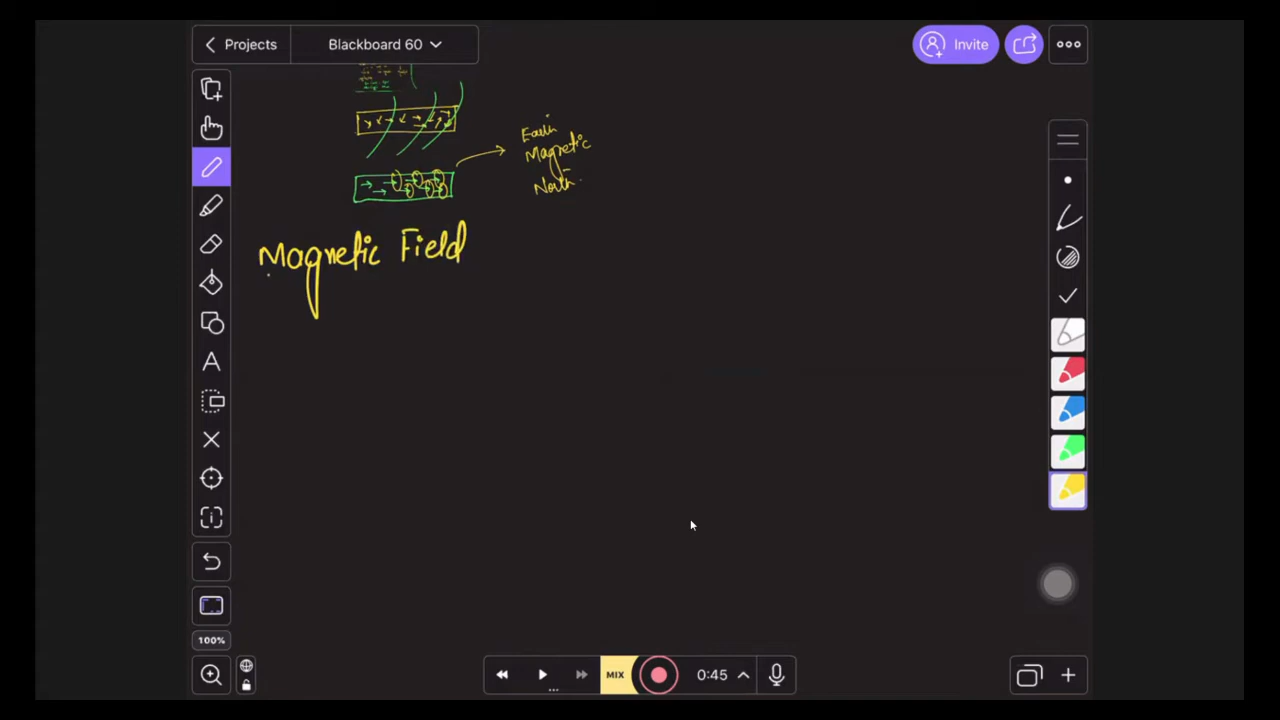 Projects
Blackboard 60
Invite
Earth
Magnetic
North
Magnetic Field
A
100%
MIX
0:45